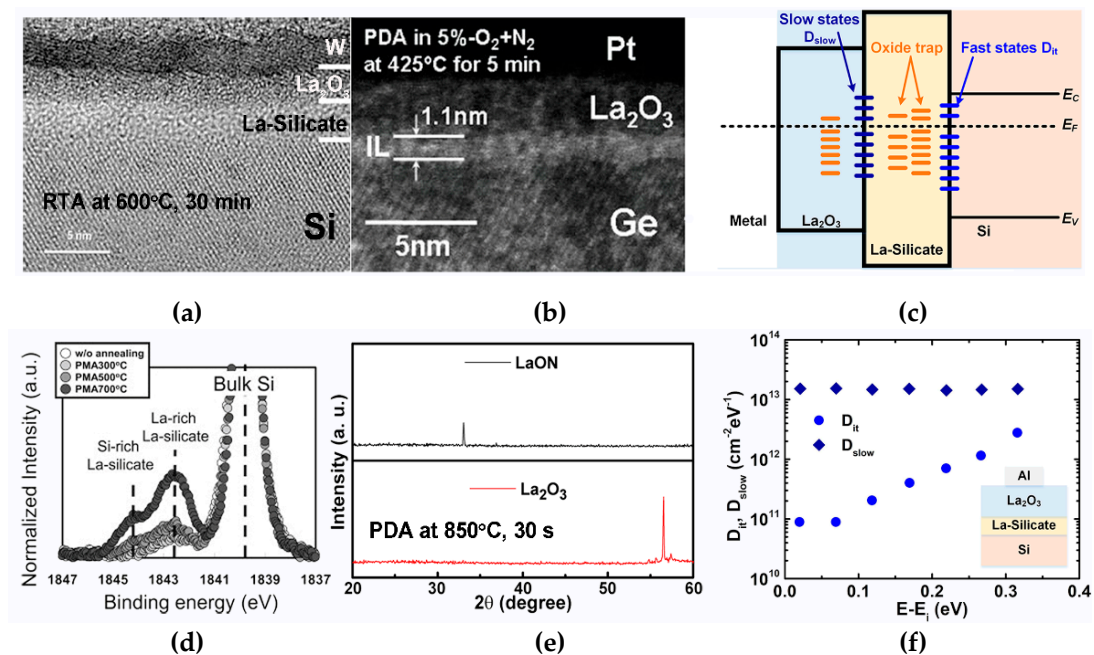 W
La2O3
La-Silicate
RTA at 600°C, 30 min
Si
5 nm
(a)
PDA in 5%-O2+N2
at 425°C for 5 min
Pt
La2O3
1.1nm
IL
Ge
5nm
(b)
Slow states
Dslow
Oxide trap
Fast states Dit
EC
EF
EV
Metal
La2O3
La-Silicate
Si
(c)
Normalized Intensity (a.u.)
w/o annealing
PMA300°C
PMA500°C
PMA700°C
Bulk Si
La-rich
La-silicate
Si-rich
La-silicate
1847 1845 1843 1841 1839 1837
Binding energy (eV)
(d)
Intensity (a. u.)
LaON
La2O3
PDA at 850°C, 30 s
20 30 40 50 60
2θ (degree)
(e)
Dit, Dslow (cm-2eV-1)
10^14
10^13
10^12
10^11
10^10
Dit
Dslow
Al
La2O3
La-Silicate
Si
0.0 0.1 0.2 0.3 0.4
E-Ei (eV)
(f)